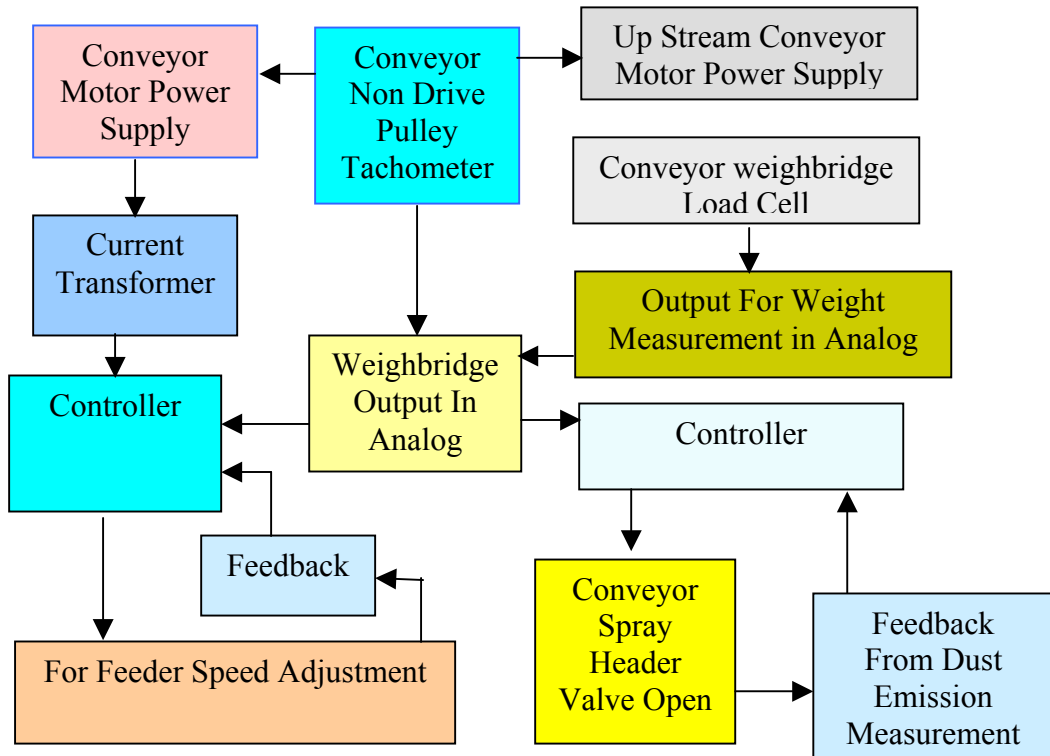 Conveyor
Motor Power
Supply
Conveyor
Non Drive
Pulley
Tachometer
Up Stream Conveyor
Motor Power Supply
Conveyor weighbridge
Load Cell
Current
Transformer
Output For Weight
Measurement in Analog
Weighbridge
Output In
Analog
Controller
Controller
Feedback
Conveyor
Spray
Header
Valve Open
Feedback
From Dust
Emission
Measurement
For Feeder Speed Adjustment